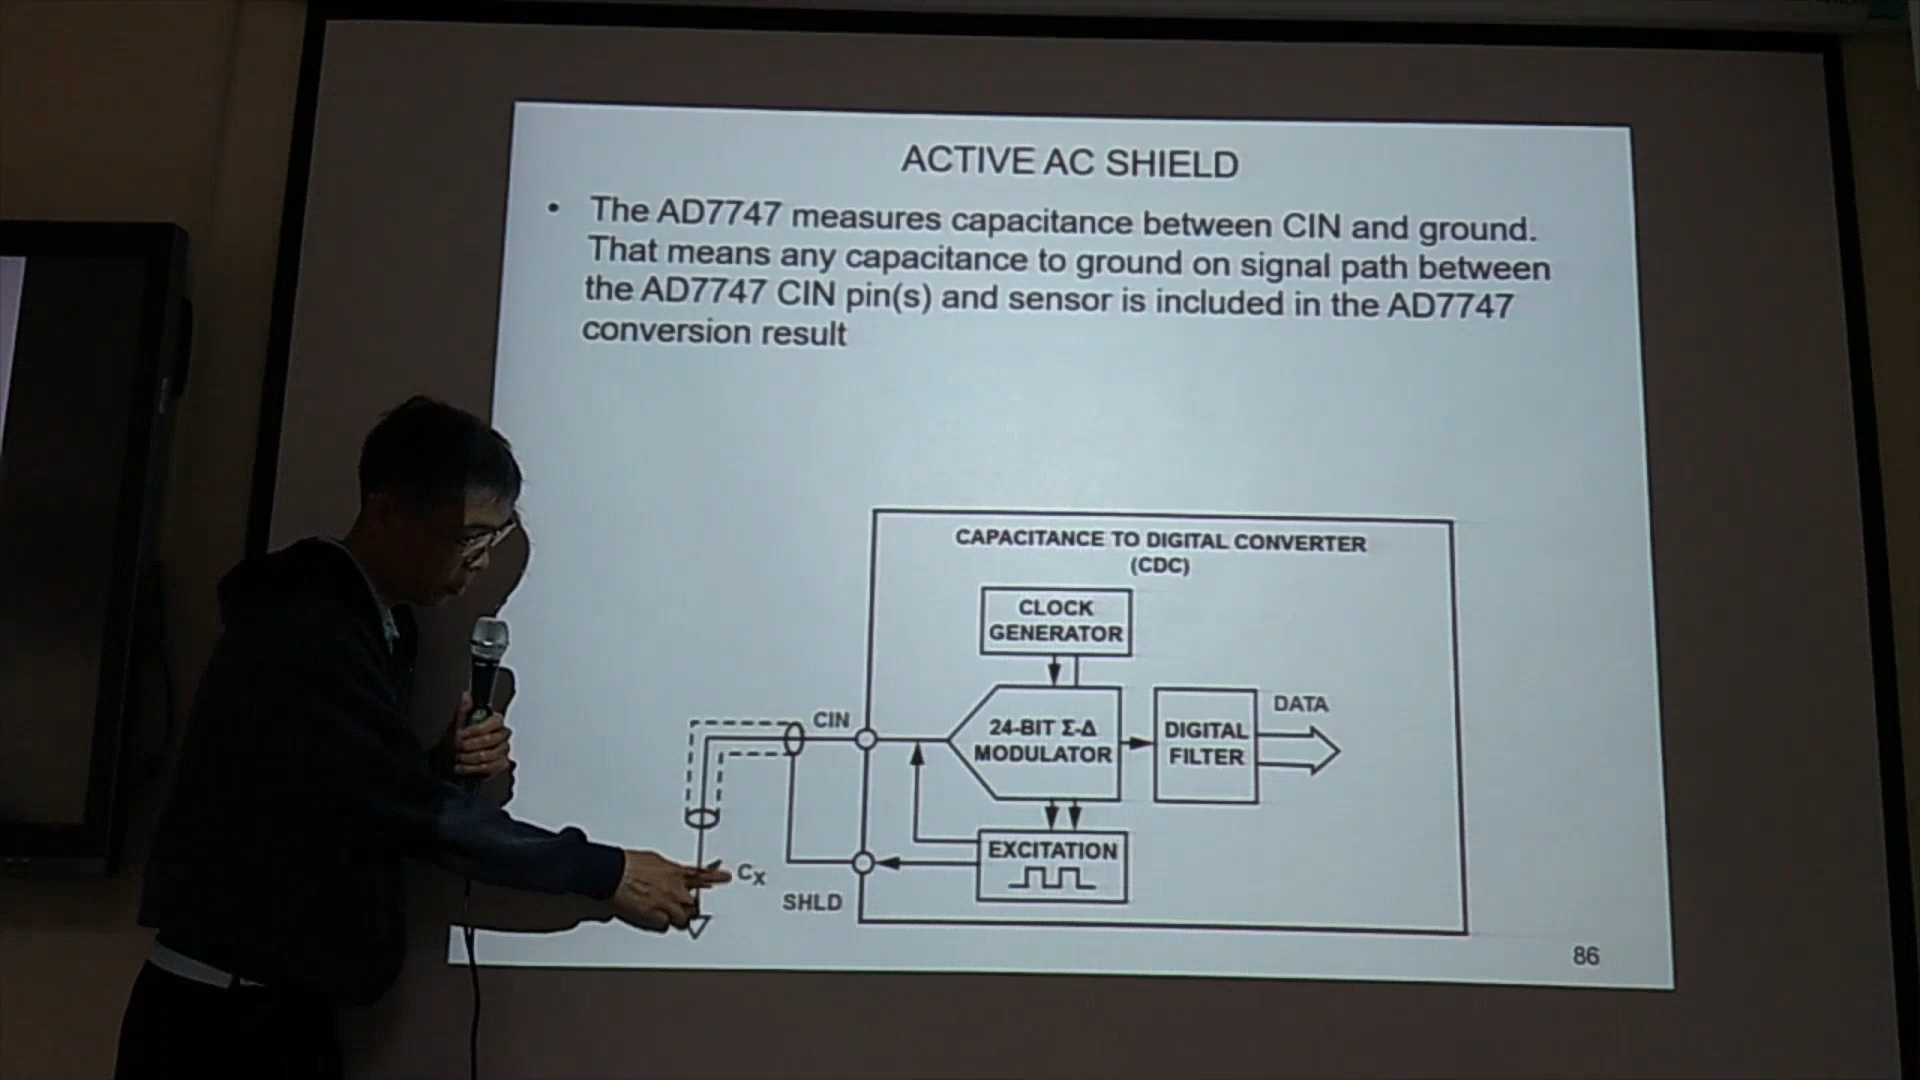 ACTIVE AC SHIELD
• The AD7747 measures capacitance between CIN and ground.
That means any capacitance to ground on signal path between
the AD7747 CIN pin(s) and sensor is included in the AD7747
conversion result
CAPACITANCE TO DIGITAL CONVERTER
(CDC)
CLOCK
GENERATOR
CIN
24-BIT Σ-Δ
MODULATOR
DIGITAL
FILTER
DATA
EXCITATION
CX
SHLD
86